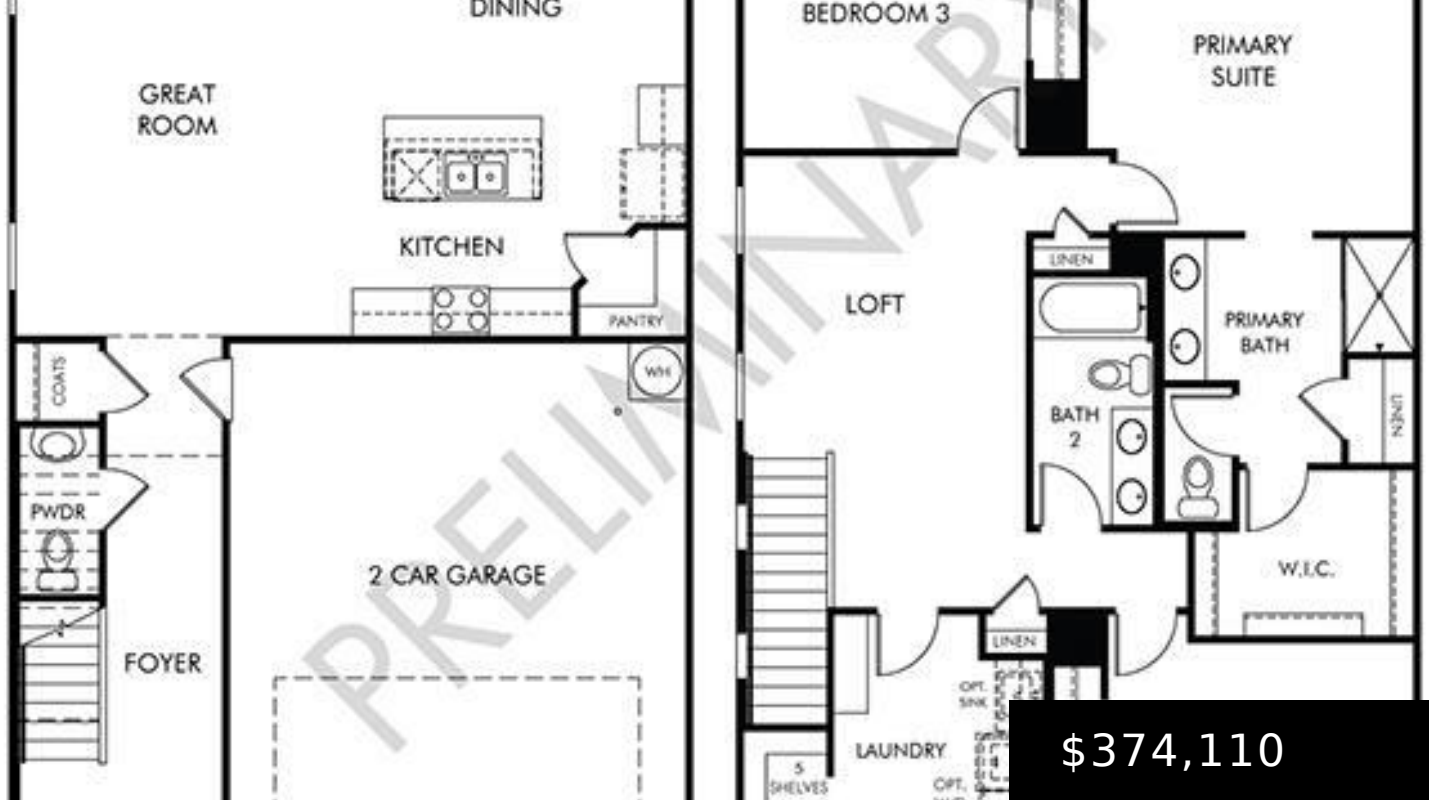 DINING
GREAT
ROOM
KITCHEN
PANTRY
COATS
WH
PWDR
2 CAR GARAGE
FOYER
PRELIMINARY
BEDROOM 3
PRIMARY
SUITE
LINEN
LOFT
PRIMARY
BATH
BATH
2
LINEN
W.I.C.
LINEN
OPT.
SINK
LAUNDRY
5
SHELVES
OPT.
$374,110